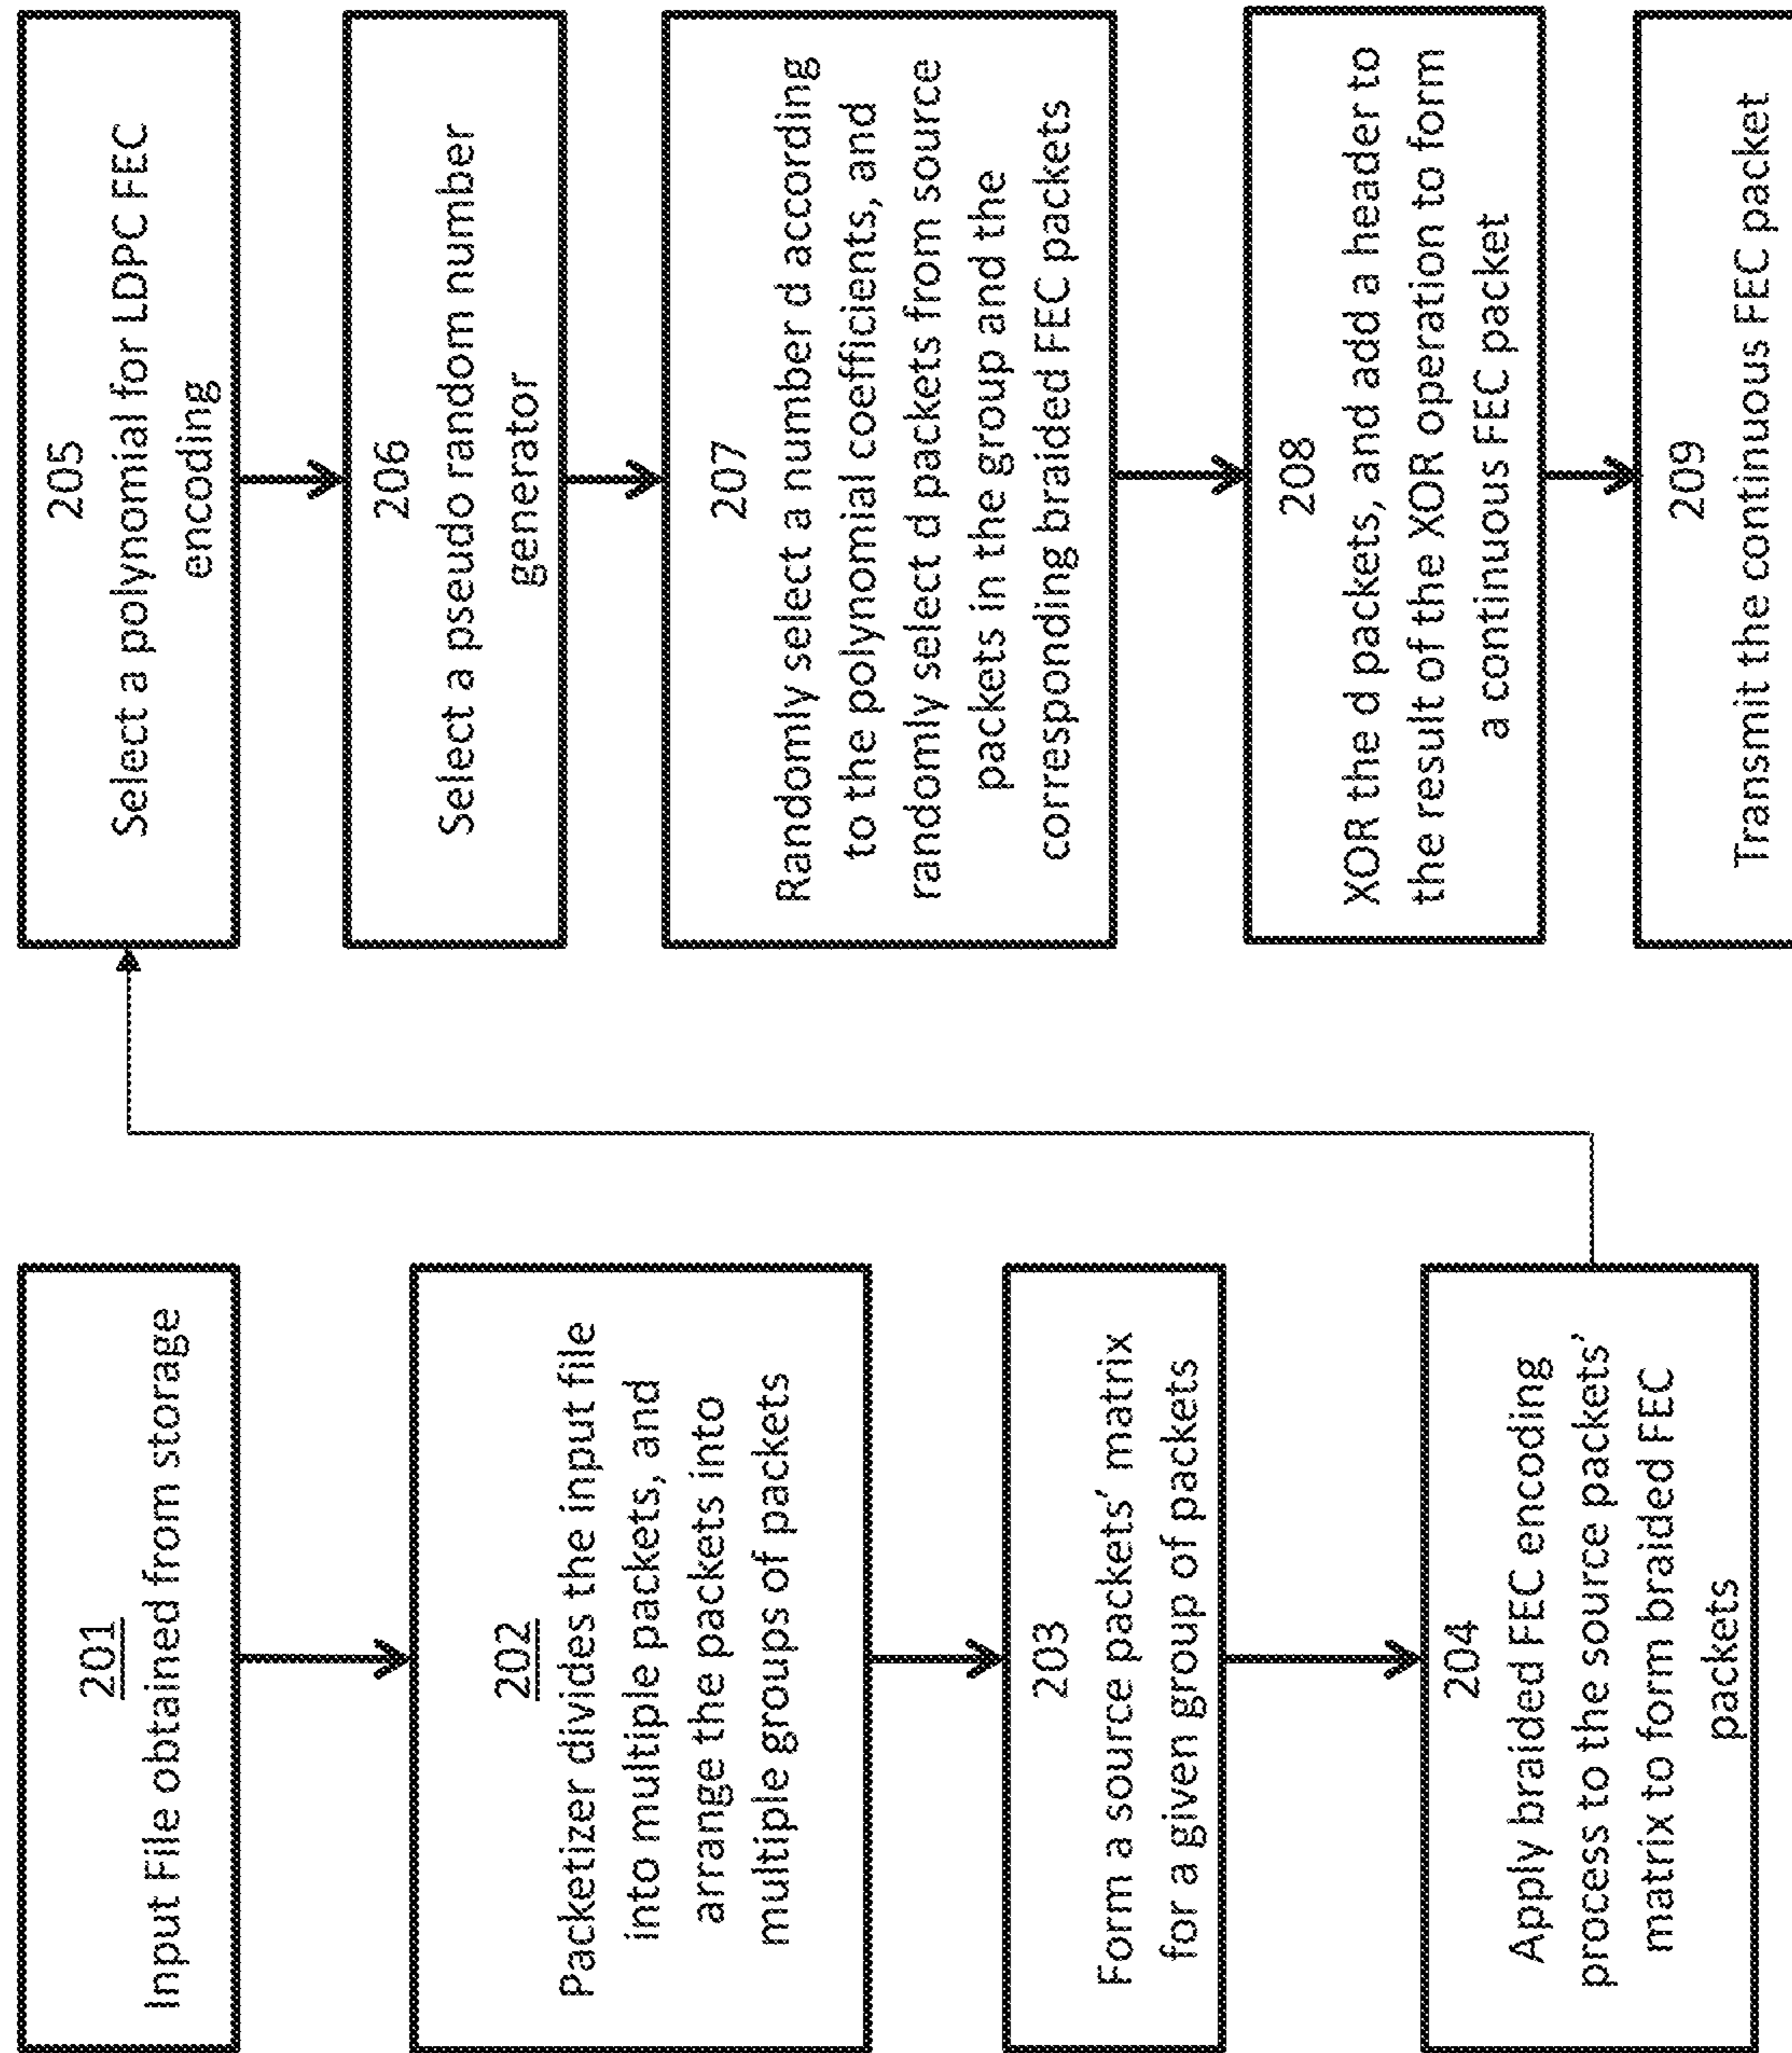 201
Input File obtained from storage
202
Packetizer divides the input file
into multiple packets, and
arrange the packets into
multiple groups of packets
203
Form a source packets' matrix
for a given group of packets
204
Apply braided FEC encoding
process to the source packets'
matrix to form braided FEC
packets
205
Select a polynomial for LDPC FEC
encoding
206
Select a pseudo random number
generator
207
Randomly select a number d according
to the polynomial coefficients, and
randomly select d packets from source
packets in the group and the
corresponding braided FEC packets
208
XOR the d packets, and add a header to
the result of the XOR operation to form
a continuous FEC packet
209
Transmit the continuous FEC packet